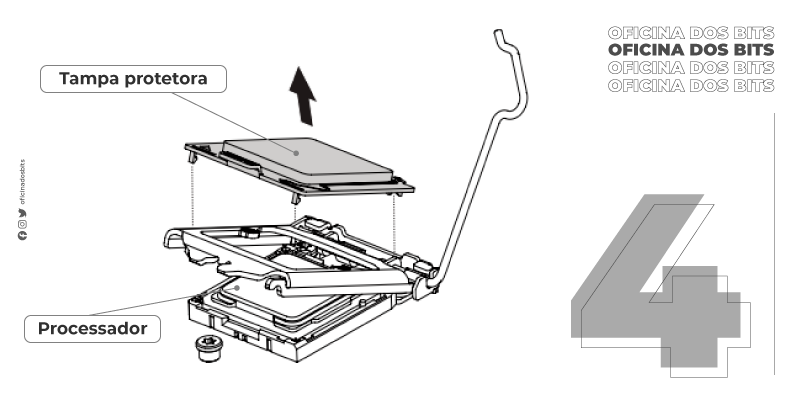 OFICINA DOS BITS
OFICINA DOS BITS
OFICINA DOS BITS
OFICINA DOS BITS
Tampa protetora
oficinadosbits
Processador
4